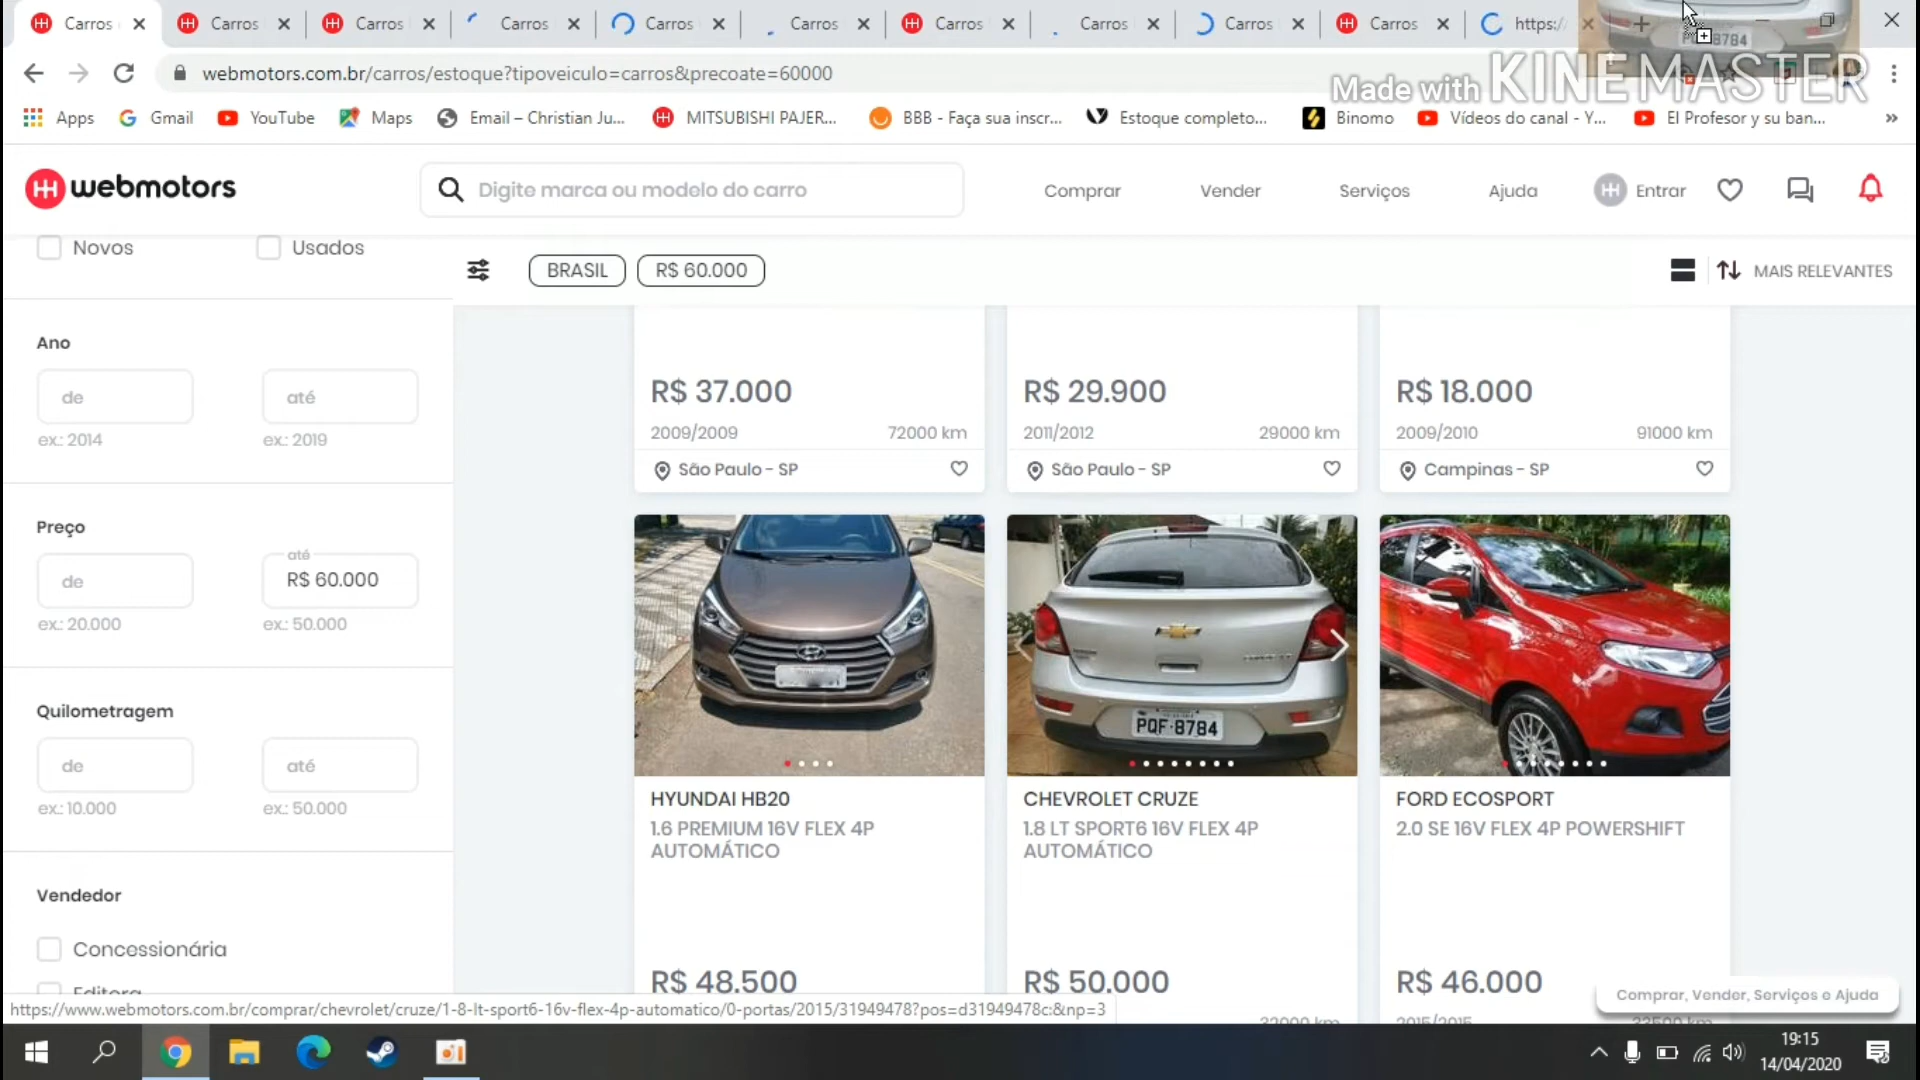 Carros
Carros
Carros
Carros
Carros
Carros
Carros
Carros
Carros
Carros
https:/
8784
webmotors.com.br/carros/estoque?tipoveiculo=carros&precoate=60000
Made with KINEMASTER
Apps
Gmail
YouTube
Maps
Email – Christian Ju...
MITSUBISHI PAJER...
BBB - Faça sua inscr...
Estoque completo...
Binomo
Vídeos do canal - Y...
El Profesor y su ban...
»
webmotors
Digite marca ou modelo do carro
Comprar
Vender
Serviços
Ajuda
Entrar
Novos
Usados
BRASIL
R$ 60.000
MAIS RELEVANTES
Ano
de
até
ex.: 2014
ex.: 2019
Preço
de
até
R$ 60.000
ex.: 20.000
ex.: 50.000
Quilometragem
de
até
ex.: 10.000
ex.: 50.000
Vendedor
Concessionária
Editora
R$ 37.000
2009/2009
72000 km
São Paulo - SP
R$ 29.900
2011/2012
29000 km
São Paulo - SP
R$ 18.000
2009/2010
91000 km
Campinas - SP
HYUNDAI HB20
1.6 PREMIUM 16V FLEX 4P
AUTOMÁTICO
R$ 48.500
PQF-8784
CHEVROLET CRUZE
1.8 LT SPORT6 16V FLEX 4P
AUTOMÁTICO
R$ 50.000
32000 km
FORD ECOSPORT
2.0 SE 16V FLEX 4P POWERSHIFT
R$ 46.000
2015/2015
33500 km
Comprar, Vender, Serviços e Ajuda
https://www.webmotors.com.br/comprar/chevrolet/cruze/1-8-lt-sport6-16v-flex-4p-automatico/0-portas/2015/31949478?pos=d31949478c:&np=3
19:15
14/04/2020